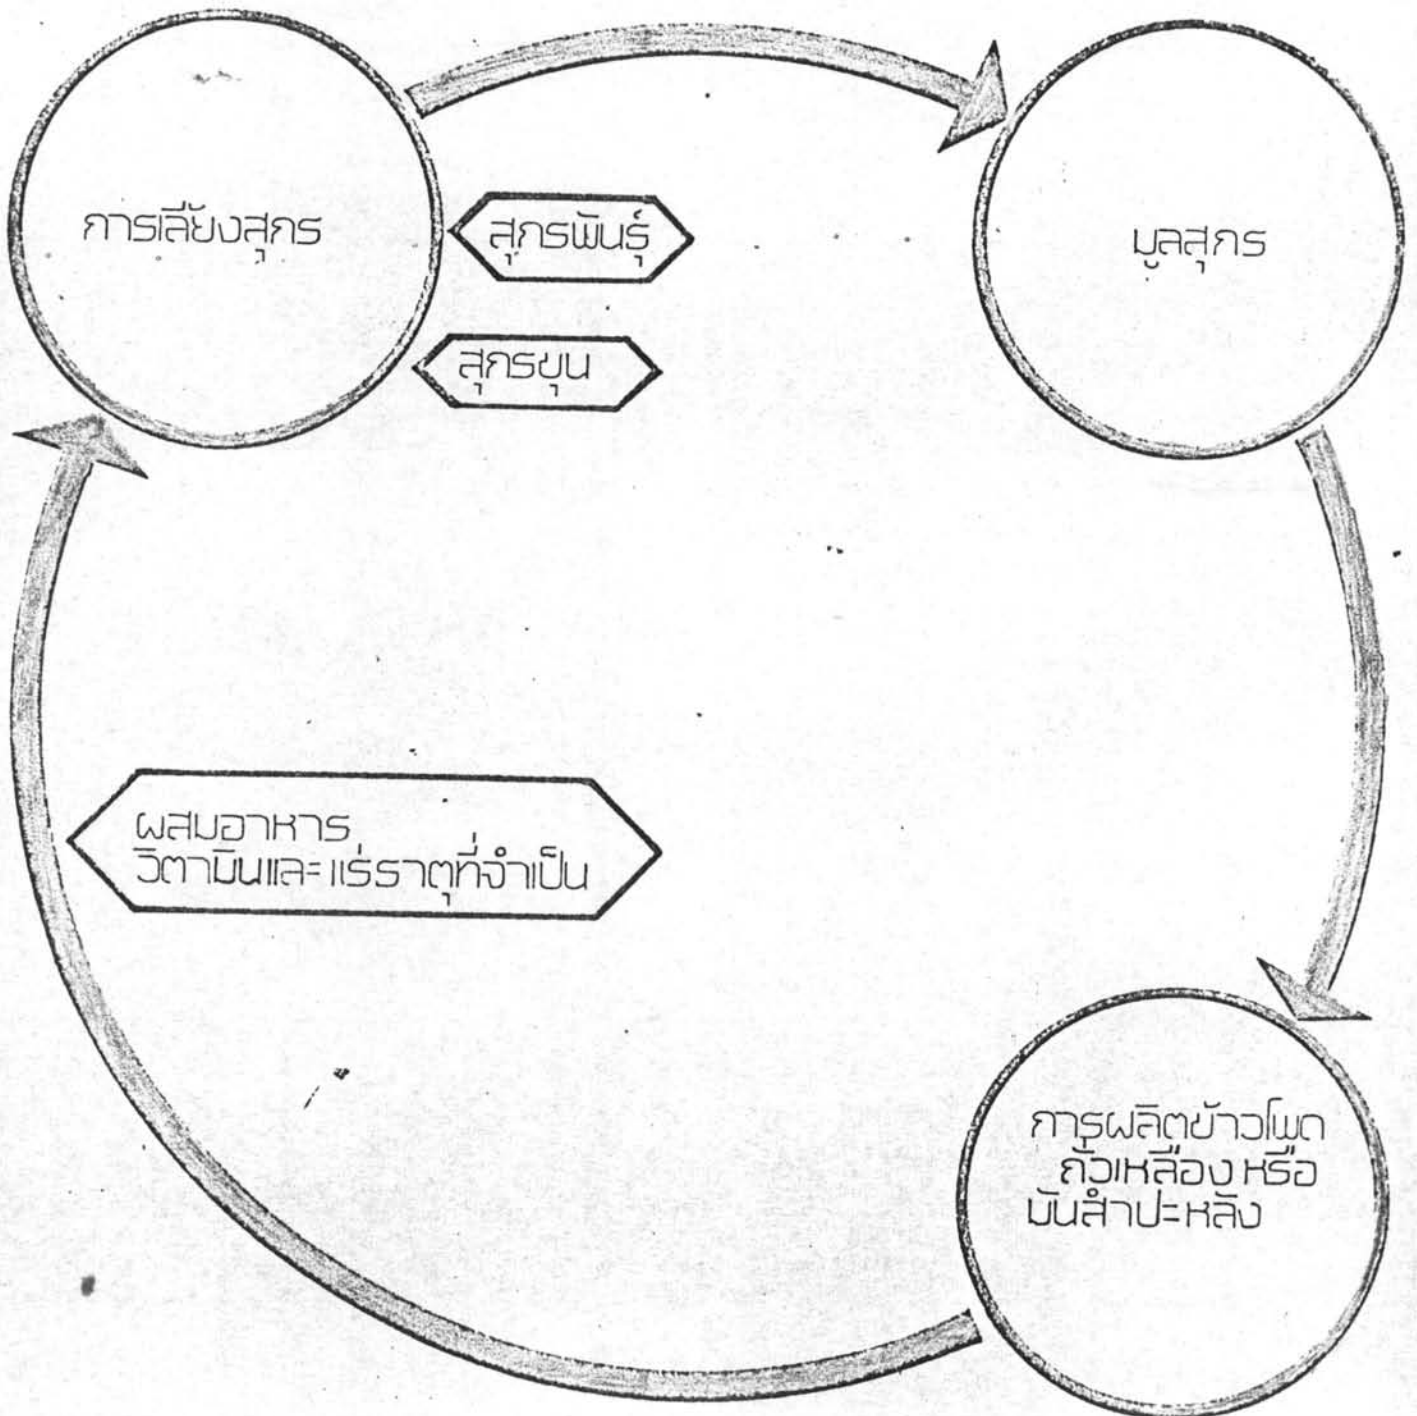 การเลี้ยงสุกร
สุกรพันธุ์
มูลสุกร
สุกรขุน
ผสมอาหาร
วิตามินและแร่ธาตุที่จำเป็น
การผลิตข้าวโพด
ถั่วเหลือง หรือ
มันสำปะหลัง